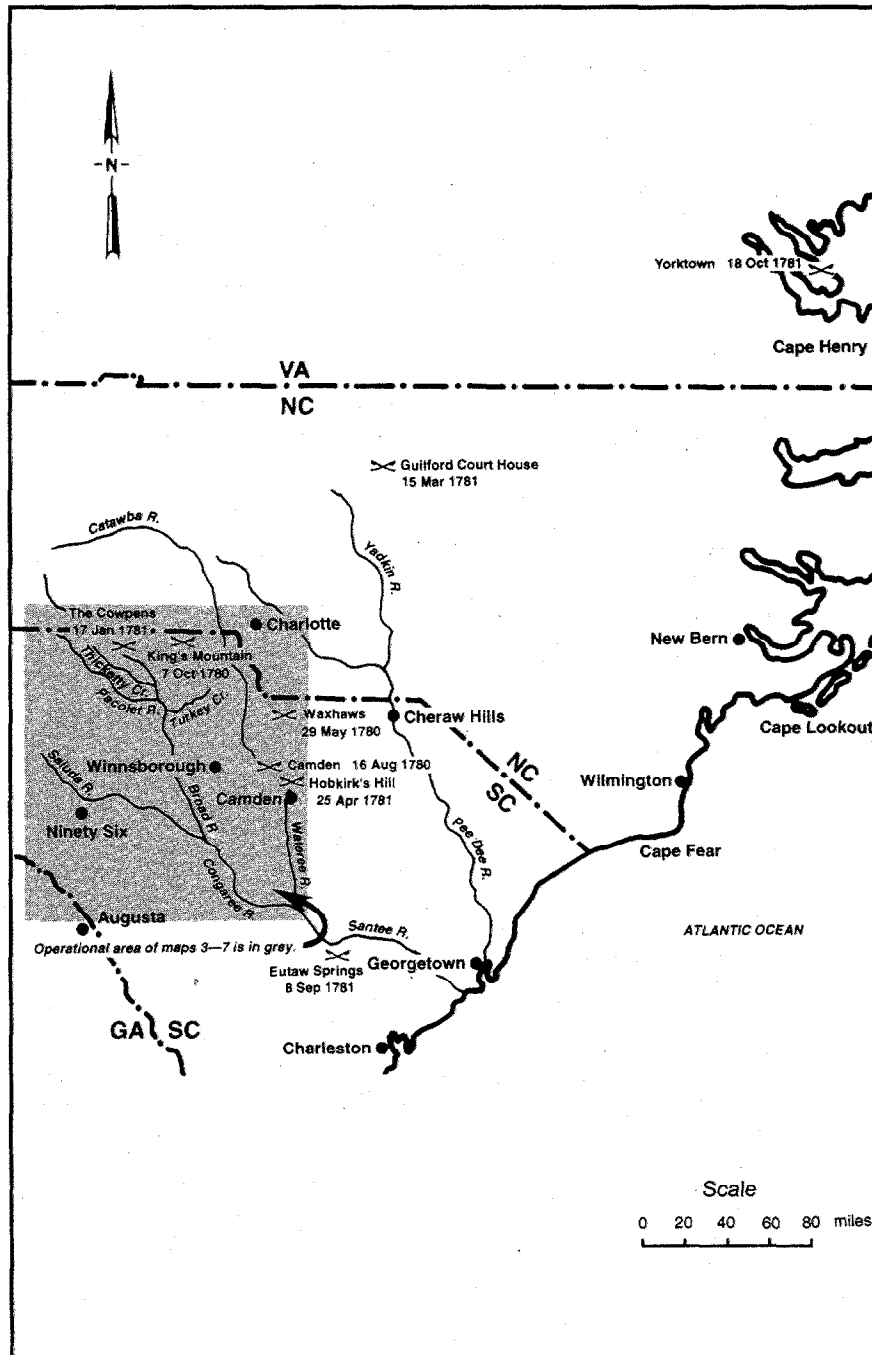 -N-
Yorktown 18 Oct 1781
Cape Henry
VA
NC
Guilford Court House
15 Mar 1781
Catawba R.
Yadkin R.
The Cowpens
17 Jan 1781
Charlotte
King's Mountain
7 Oct 1780
New Bern
Thicketty Cr.
Pacolet R.
Turkey Cr.
Waxhaws
29 May 1780
Cheraw Hills
Cape Lookout
NC
SC
Winnsborough
Camden 16 Aug 1780
Hobkirk's Hill
25 Apr 1781
Wilmington
Saluda R.
Broad R.
Camden
Ninety Six
Pee Dee R.
Cape Fear
Wateree R.
Congaree R.
Augusta
Santee R.
ATLANTIC OCEAN
Operational area of maps 3—7 is in grey.
Eutaw Springs
8 Sep 1781
Georgetown
GA SC
Charleston
Scale
0 20 40 60 80 miles